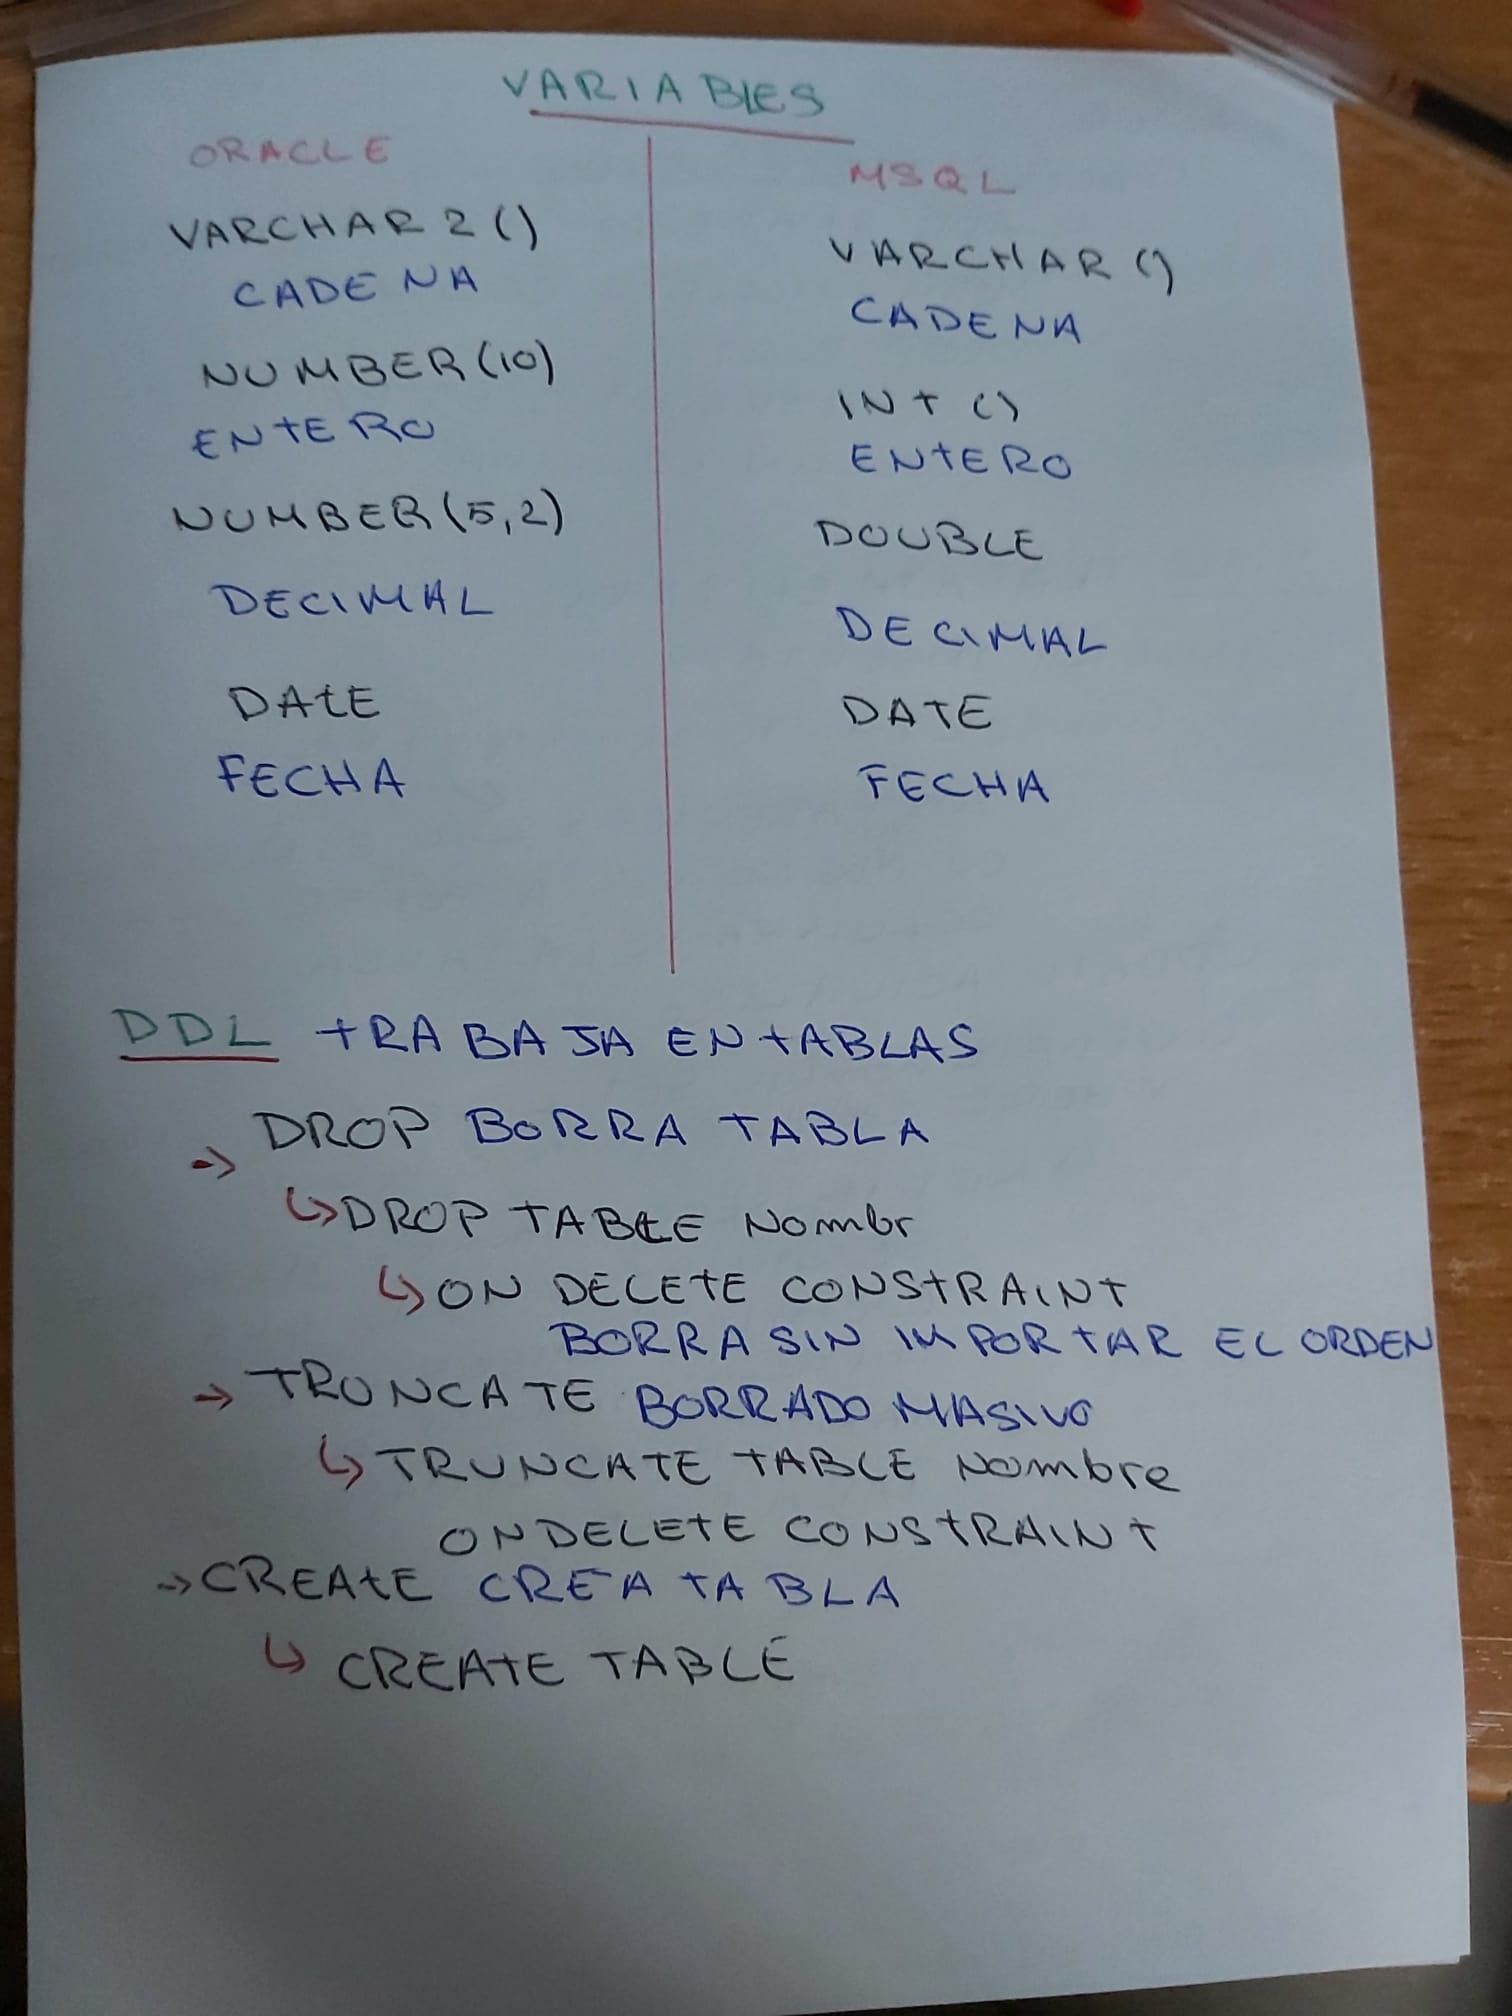 VARIABLES
ORACLE
VARCHAR2()
CADENA
NUMBER(10)
ENTERO
NUMBER(5,2)
DECIMAL
DATE
FECHA
MSQL
VARCHAR()
CADENA
INT()
ENTERO
DOUBLE
DECIMAL
DATE
FECHA
DDL TRABAJA EN TABLAS
-> DROP BORRA TABLA
↳ DROP TABLE Nombr
↳ ON DELETE CONSTRAINT
BORRA SIN IMPORTAR EL ORDEN
-> TRUNCATE BORRADO MASIVO
↳ TRUNCATE TABLE Nombre
ON DELETE CONSTRAINT
-> CREATE CREA TABLA
↳ CREATE TABLE